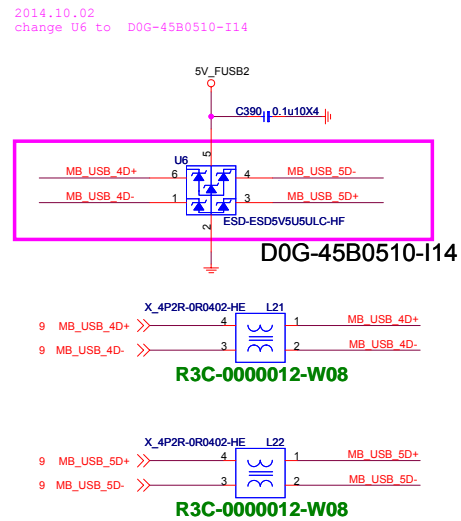 2014.10.02
change U6 to D0G-45B0510-I14
5V_FUSB2
C390 0.1u10X4
U6 5
MB_USB_4D+ 6 4 MB_USB_5D-
MB_USB_4D- 1 3 MB_USB_5D+
2 ESD-ESD5V5U5ULC-HF
D0G-45B0510-I14
X_4P2R-0R0402-HE L21
9 MB_USB_4D+ 4 1 MB_USB_4D+
9 MB_USB_4D- 3 2 MB_USB_4D-
R3C-0000012-W08
X_4P2R-0R0402-HE L22
9 MB_USB_5D+ 4 1 MB_USB_5D+
9 MB_USB_5D- 3 2 MB_USB_5D-
R3C-0000012-W08